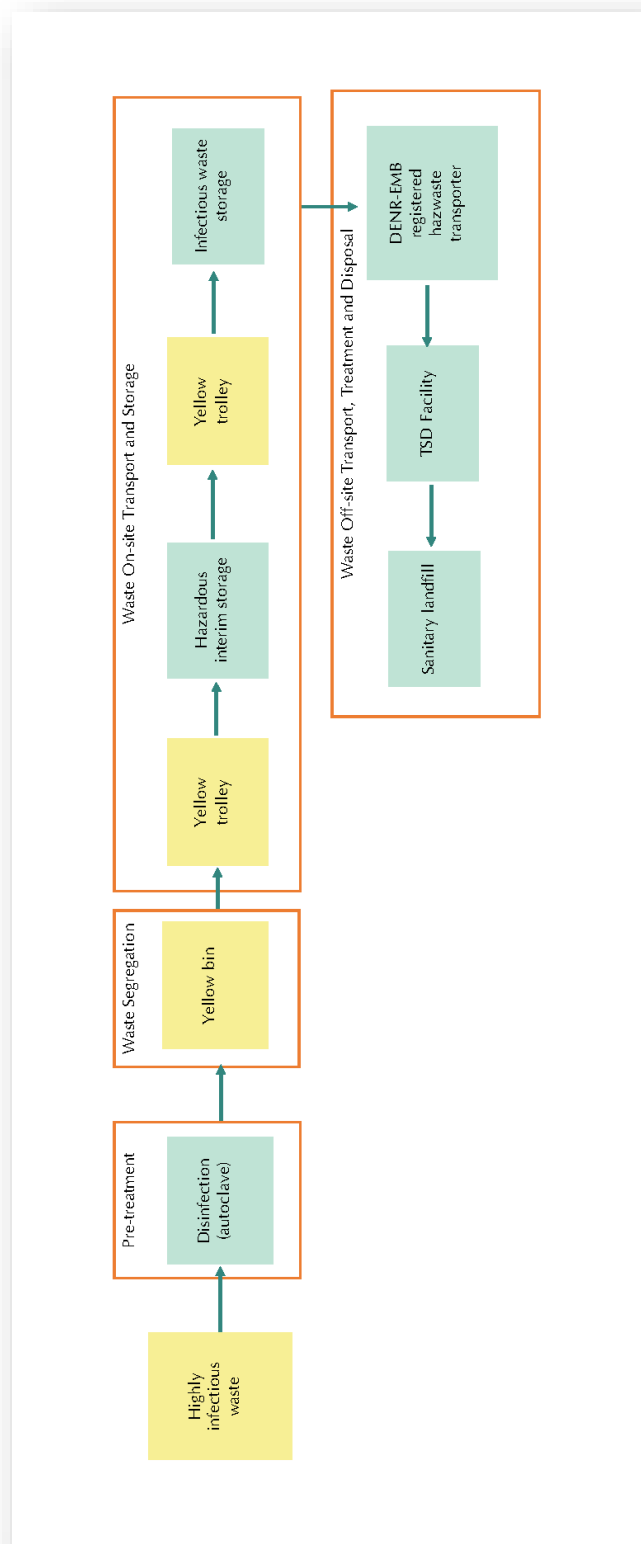 Highly
infectious
waste
Pre-treatment
Disinfection
(autoclave)
Waste Segregation
Yellow bin
Waste On-site Transport and Storage
Yellow
trolley
Hazardous
interim storage
Yellow
trolley
Infectious waste
storage
Waste Off-site Transport, Treatment and Disposal
DENR-EMB
registered
hazwaste
transporter
TSD Facility
Sanitary landfill